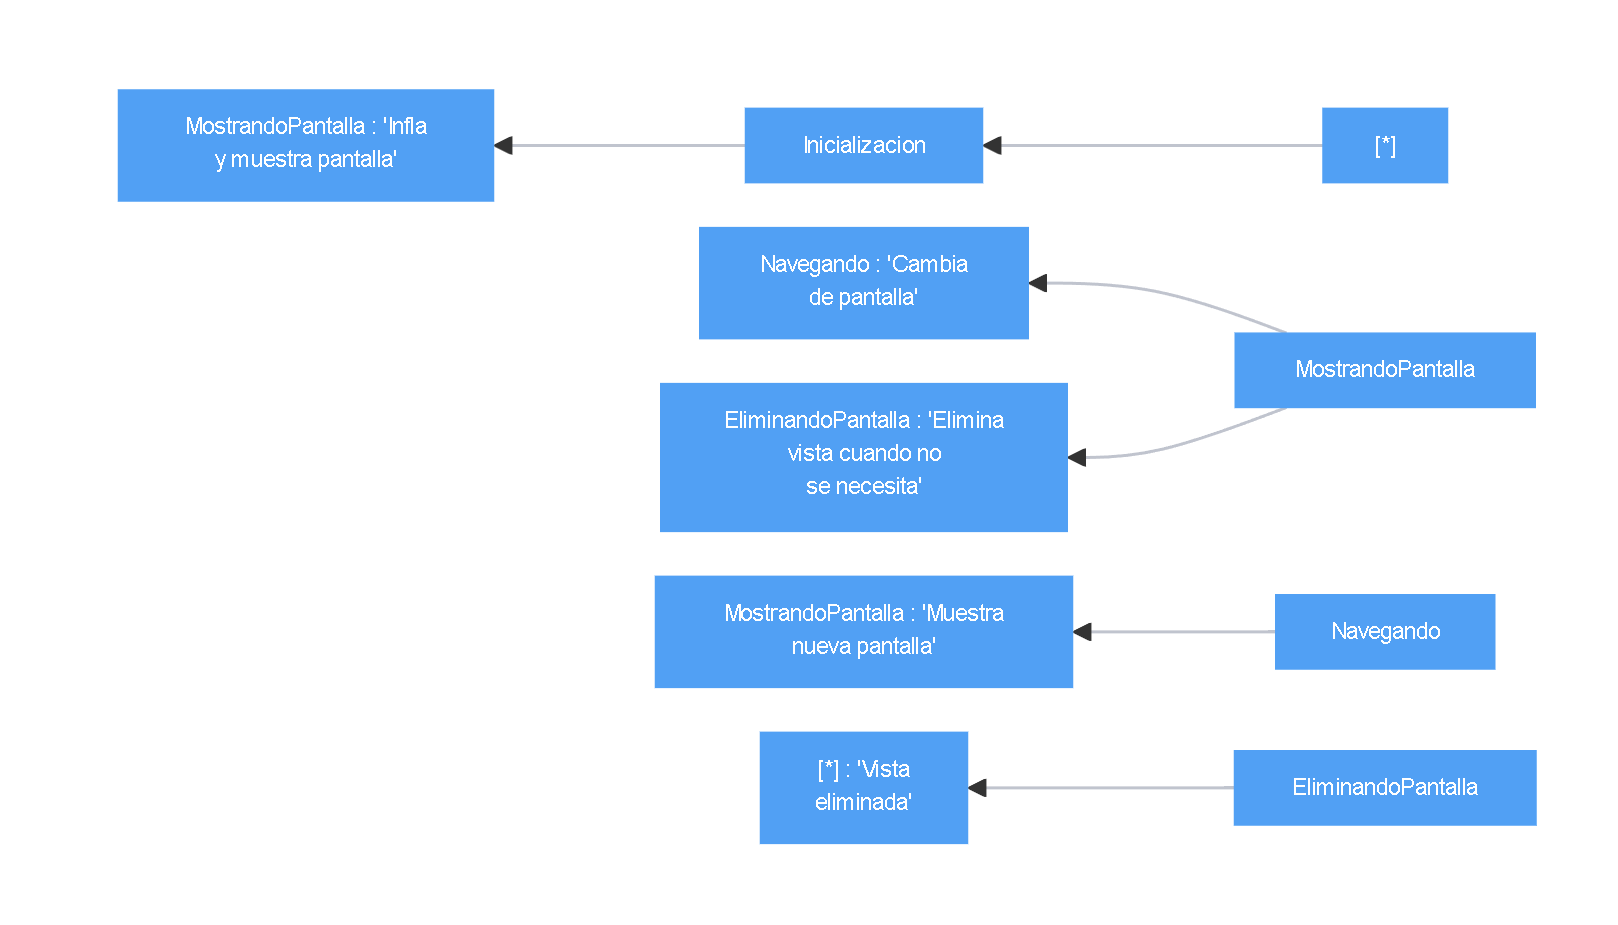 MostrandoPantalla : 'Infla
y muestra pantalla'
Inicializacion
[*]
Navegando : 'Cambia
de pantalla'
MostrandoPantalla
EliminandoPantalla : 'Elimina
vista cuando no
se necesita'
MostrandoPantalla : 'Muestra
nueva pantalla'
Navegando
[*] : 'Vista
eliminada'
EliminandoPantalla